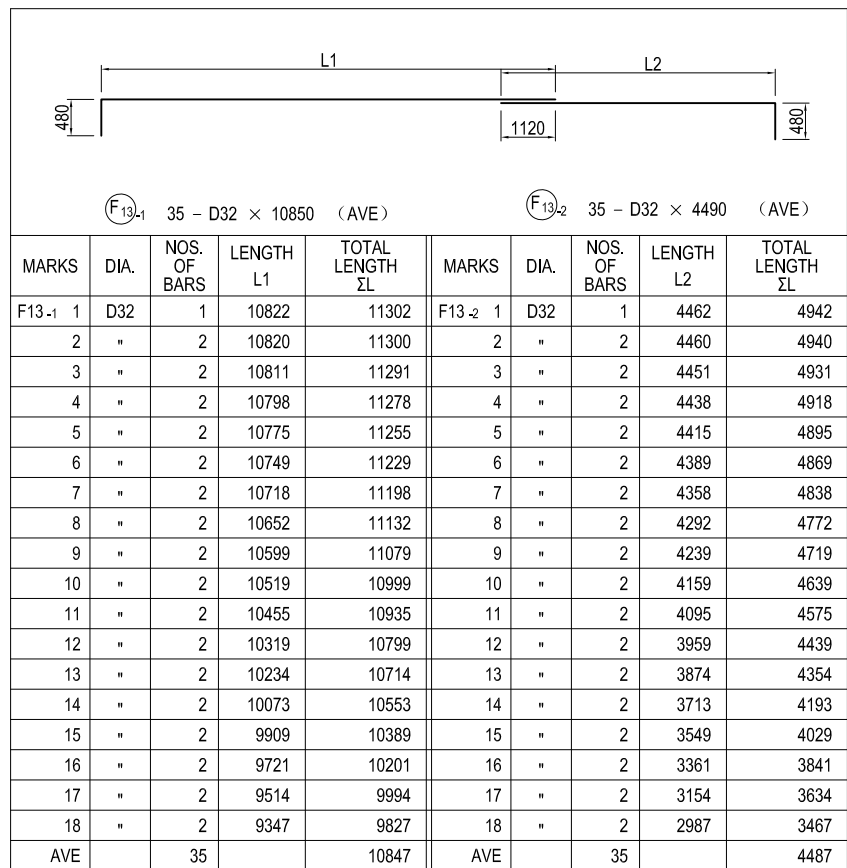 L1
L2
480
1120
480
F13-1 35 – D32 × 10850 (AVE)
F13-2 35 – D32 × 4490 (AVE)
MARKS DIA. NOS. OF BARS LENGTH L1 TOTAL LENGTH ΣL MARKS DIA. NOS. OF BARS LENGTH L2 TOTAL LENGTH ΣL
F13-1 1 D32 1 10822 11302 F13-2 1 D32 1 4462 4942
2 " 2 10820 11300 2 " 2 4460 4940
3 " 2 10811 11291 3 " 2 4451 4931
4 " 2 10798 11278 4 " 2 4438 4918
5 " 2 10775 11255 5 " 2 4415 4895
6 " 2 10749 11229 6 " 2 4389 4869
7 " 2 10718 11198 7 " 2 4358 4838
8 " 2 10652 11132 8 " 2 4292 4772
9 " 2 10599 11079 9 " 2 4239 4719
10 " 2 10519 10999 10 " 2 4159 4639
11 " 2 10455 10935 11 " 2 4095 4575
12 " 2 10319 10799 12 " 2 3959 4439
13 " 2 10234 10714 13 " 2 3874 4354
14 " 2 10073 10553 14 " 2 3713 4193
15 " 2 9909 10389 15 " 2 3549 4029
16 " 2 9721 10201 16 " 2 3361 3841
17 " 2 9514 9994 17 " 2 3154 3634
18 " 2 9347 9827 18 " 2 2987 3467
AVE 35 10847 AVE 35 4487